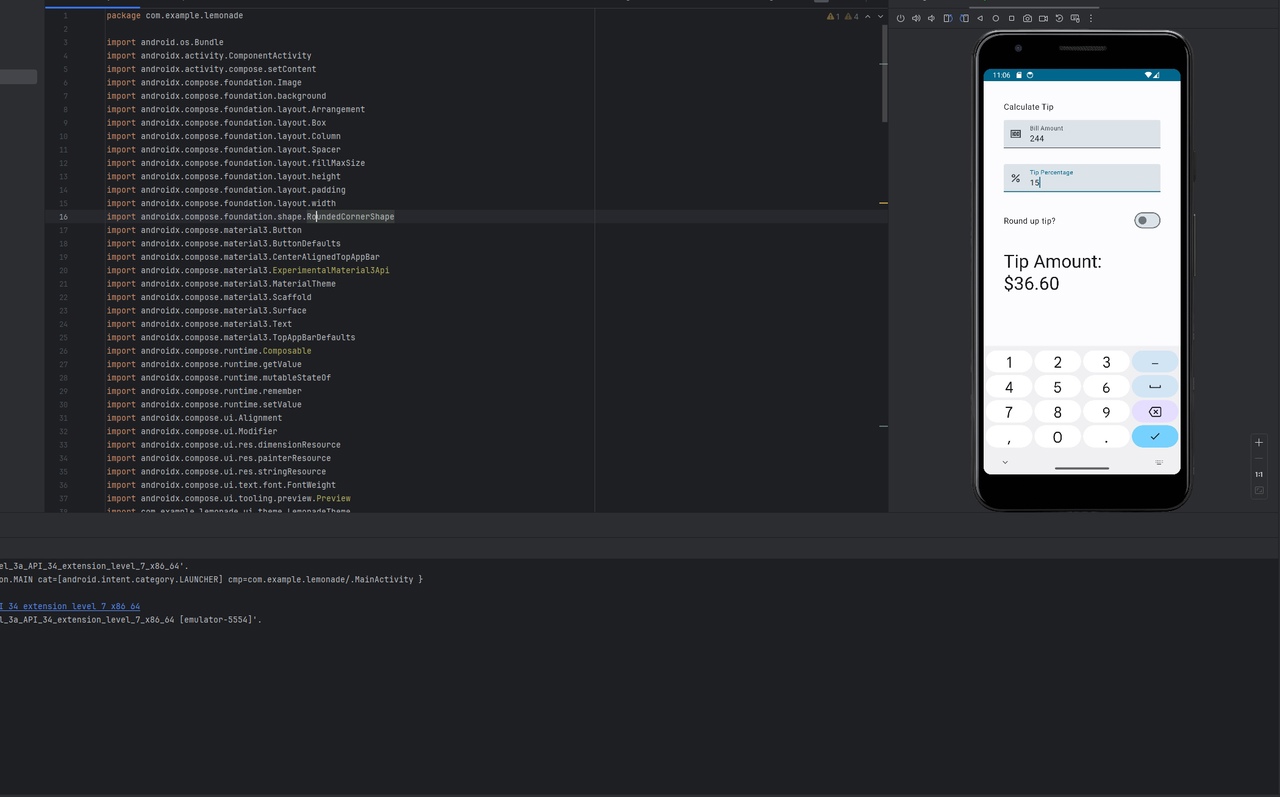 1 package com.example.lemonade
2
3 import android.os.Bundle
4 import androidx.activity.ComponentActivity
5 import androidx.activity.compose.setContent
6 import androidx.compose.foundation.Image
7 import androidx.compose.foundation.background
8 import androidx.compose.foundation.layout.Arrangement
9 import androidx.compose.foundation.layout.Box
10 import androidx.compose.foundation.layout.Column
11 import androidx.compose.foundation.layout.Spacer
12 import androidx.compose.foundation.layout.fillMaxSize
13 import androidx.compose.foundation.layout.height
14 import androidx.compose.foundation.layout.padding
15 import androidx.compose.foundation.layout.width
16 import androidx.compose.foundation.shape.RoundedCornerShape
17 import androidx.compose.material3.Button
18 import androidx.compose.material3.ButtonDefaults
19 import androidx.compose.material3.CenterAlignedTopAppBar
20 import androidx.compose.material3.ExperimentalMaterial3Api
21 import androidx.compose.material3.MaterialTheme
22 import androidx.compose.material3.Scaffold
23 import androidx.compose.material3.Surface
24 import androidx.compose.material3.Text
25 import androidx.compose.material3.TopAppBarDefaults
26 import androidx.compose.runtime.Composable
27 import androidx.compose.runtime.getValue
28 import androidx.compose.runtime.mutableStateOf
29 import androidx.compose.runtime.remember
30 import androidx.compose.runtime.setValue
31 import androidx.compose.ui.Alignment
32 import androidx.compose.ui.Modifier
33 import androidx.compose.ui.res.dimensionResource
34 import androidx.compose.ui.res.painterResource
35 import androidx.compose.ui.res.stringResource
36 import androidx.compose.ui.text.font.FontWeight
37 import androidx.compose.ui.tooling.preview.Preview
38 import com.example.lemonade.ui.theme.LemonadeTheme
1 4
11:06
Calculate Tip
Bill Amount
244
% Tip Percentage
15
Round up tip?
Tip Amount:
$36.60
1 2 3 –
4 5 6
7 8 9
, 0 .
1:1
el_3a_API_34_extension_level_7_x86_64'.
on.MAIN cat=[android.intent.category.LAUNCHER] cmp=com.example.lemonade/.MainActivity }
I_34_extension_level_7_x86_64
l_3a_API_34_extension_level_7_x86_64 [emulator-5554]'.